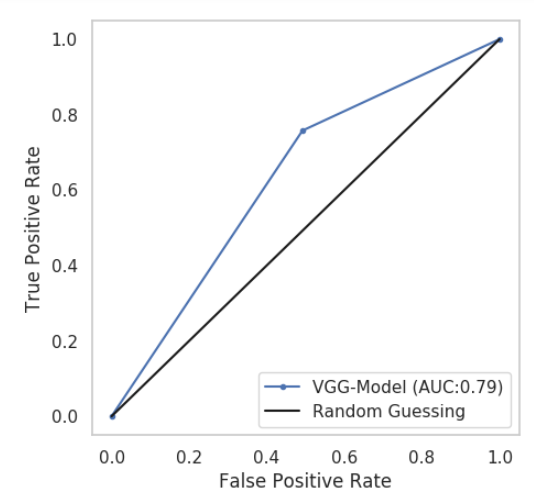 1.0
0.8
0.6
0.4
0.2
0.0
True Positive Rate
VGG-Model (AUC:0.79)
Random Guessing
0.0 0.2 0.4 0.6 0.8 1.0
False Positive Rate